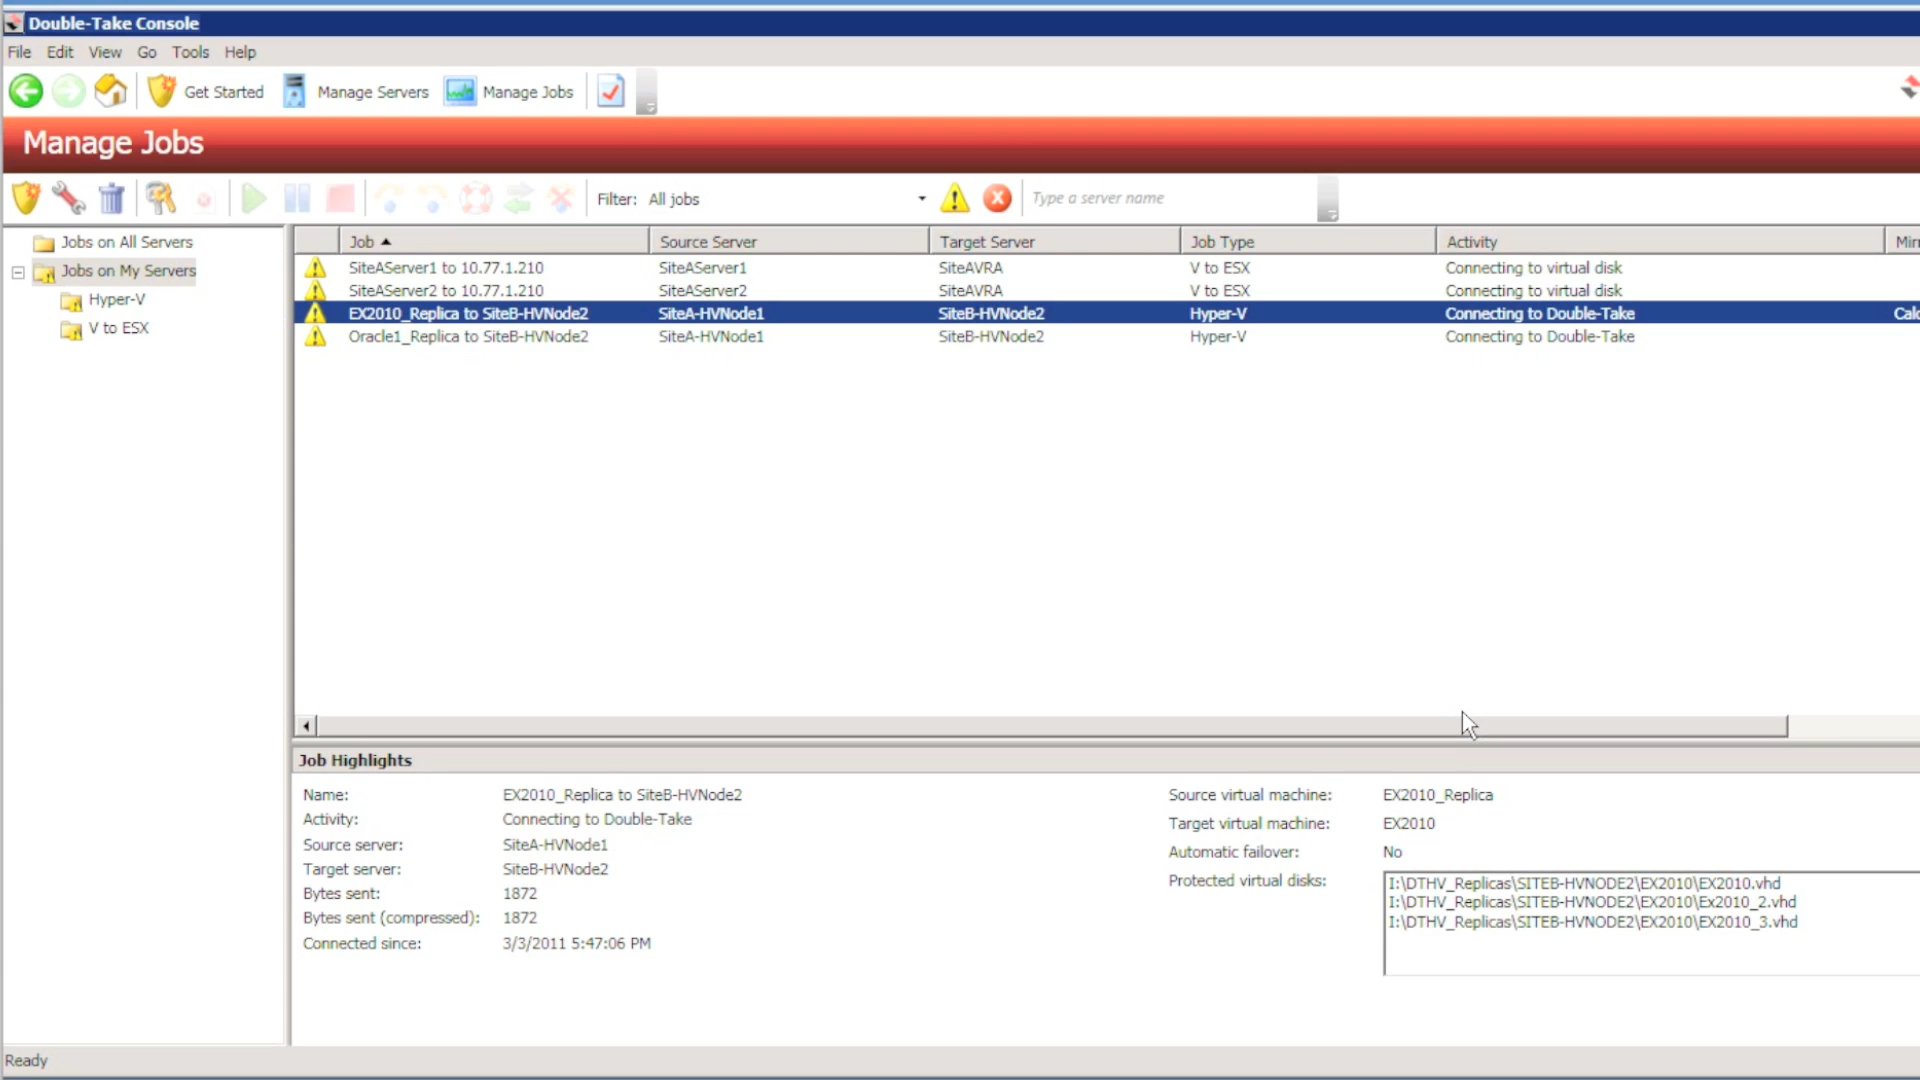 Double-Take Console
File Edit View Go Tools Help
Get Started Manage Servers Manage Jobs
Manage Jobs
Filter: All jobs Type a server name
Jobs on All Servers
Jobs on My Servers
Hyper-V
V to ESX
Job Source Server Target Server Job Type Activity Mirr
SiteAServer1 to 10.77.1.210 SiteAServer1 SiteAVRA V to ESX Connecting to virtual disk
SiteAServer2 to 10.77.1.210 SiteAServer2 SiteAVRA V to ESX Connecting to virtual disk
EX2010_Replica to SiteB-HVNode2 SiteA-HVNode1 SiteB-HVNode2 Hyper-V Connecting to Double-Take Calc
Oracle1_Replica to SiteB-HVNode2 SiteA-HVNode1 SiteB-HVNode2 Hyper-V Connecting to Double-Take
Job Highlights
Name: EX2010_Replica to SiteB-HVNode2
Activity: Connecting to Double-Take
Source server: SiteA-HVNode1
Target server: SiteB-HVNode2
Bytes sent: 1872
Bytes sent (compressed): 1872
Connected since: 3/3/2011 5:47:06 PM
Source virtual machine: EX2010_Replica
Target virtual machine: EX2010
Automatic failover: No
Protected virtual disks:
I:\DTHV_Replicas\SITEB-HVNODE2\EX2010\EX2010.vhd
I:\DTHV_Replicas\SITEB-HVNODE2\EX2010\Ex2010_2.vhd
I:\DTHV_Replicas\SITEB-HVNODE2\EX2010\EX2010_3.vhd
Ready